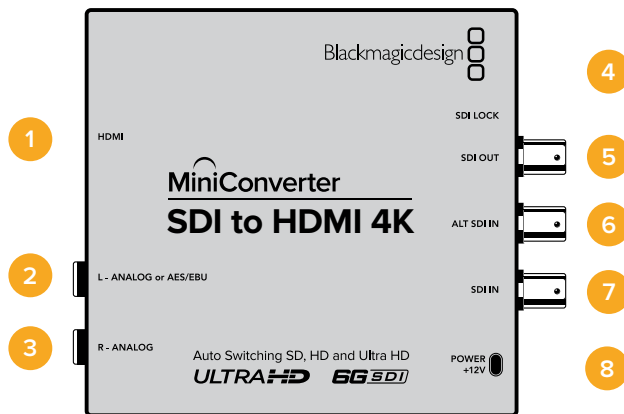 Blackmagicdesign
4
SDI LOCK
1
HDMI
SDI OUT
5
MiniConverter
SDI to HDMI 4K
ALT SDI IN
6
2
L - ANALOG or AES/EBU
SDI IN
7
3
R - ANALOG
Auto Switching SD, HD and Ultra HD
POWER
+12V
8
ULTRA HD 6G SDI